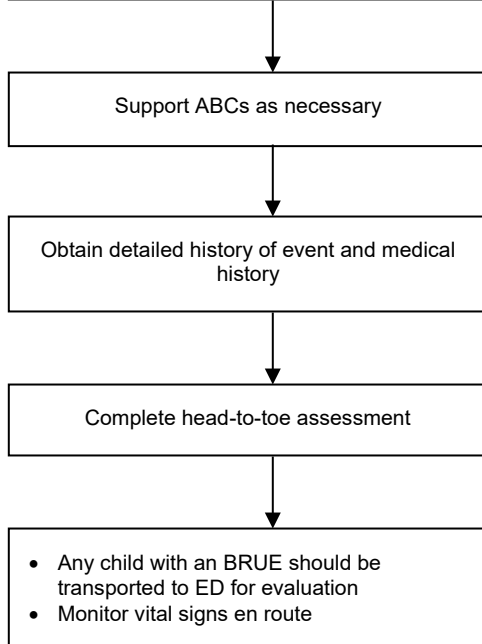 Support ABCs as necessary
Obtain detailed history of event and medical
history
Complete head-to-toe assessment
• Any child with an BRUE should be
transported to ED for evaluation
• Monitor vital signs en route